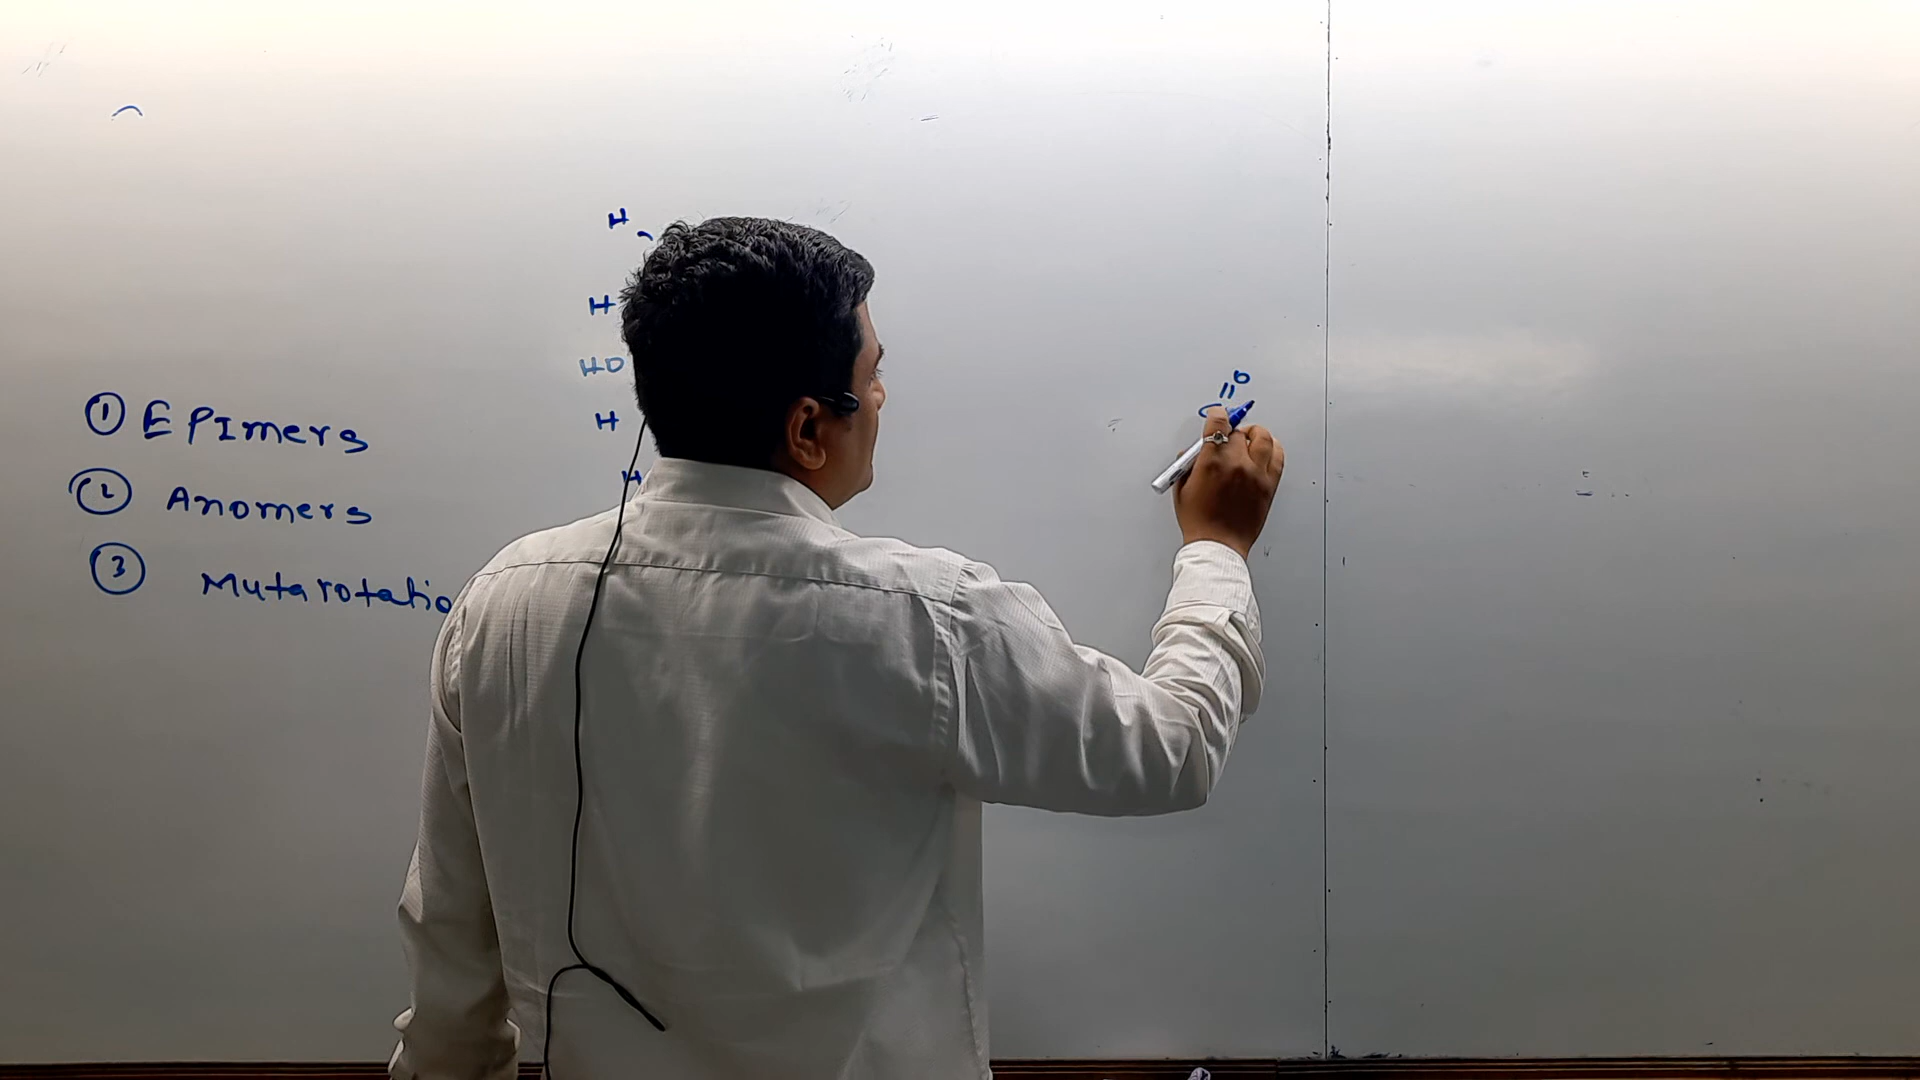 H
H
HO
H
H
① EPImers
② Anomers
③ Mutarotatio
O
=
C